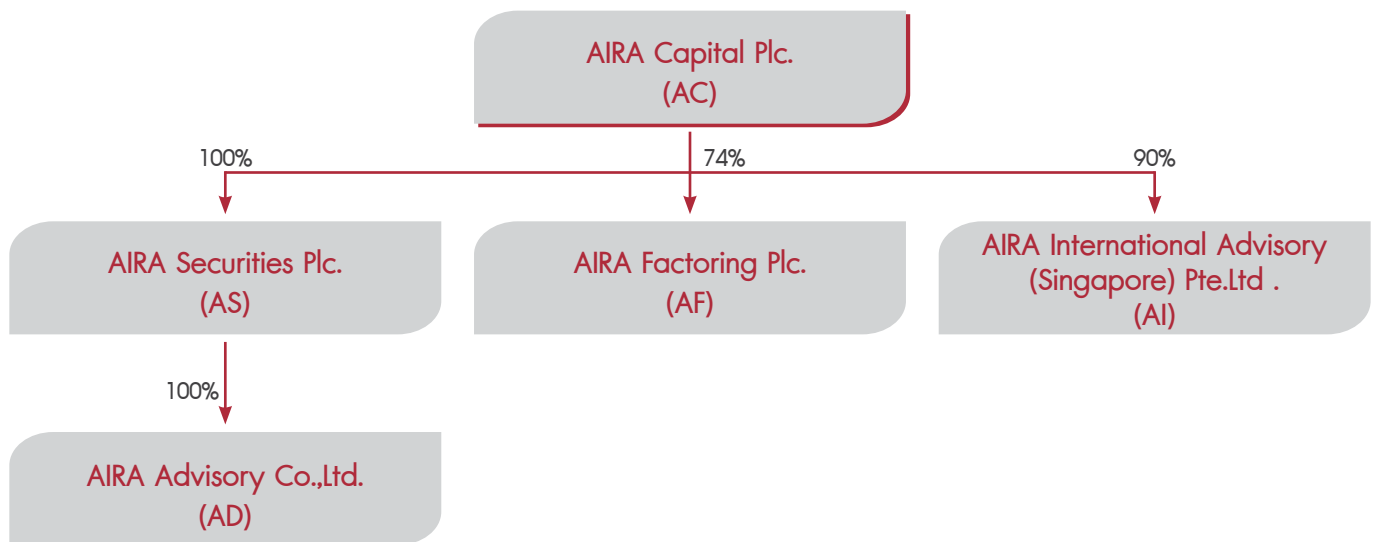 AIRA Capital Plc.
(AC)
100%
74%
90%
AIRA Securities Plc.
(AS)
AIRA Factoring Plc.
(AF)
AIRA International Advisory
(Singapore) Pte.Ltd .
(AI)
100%
AIRA Advisory Co.,Ltd.
(AD)